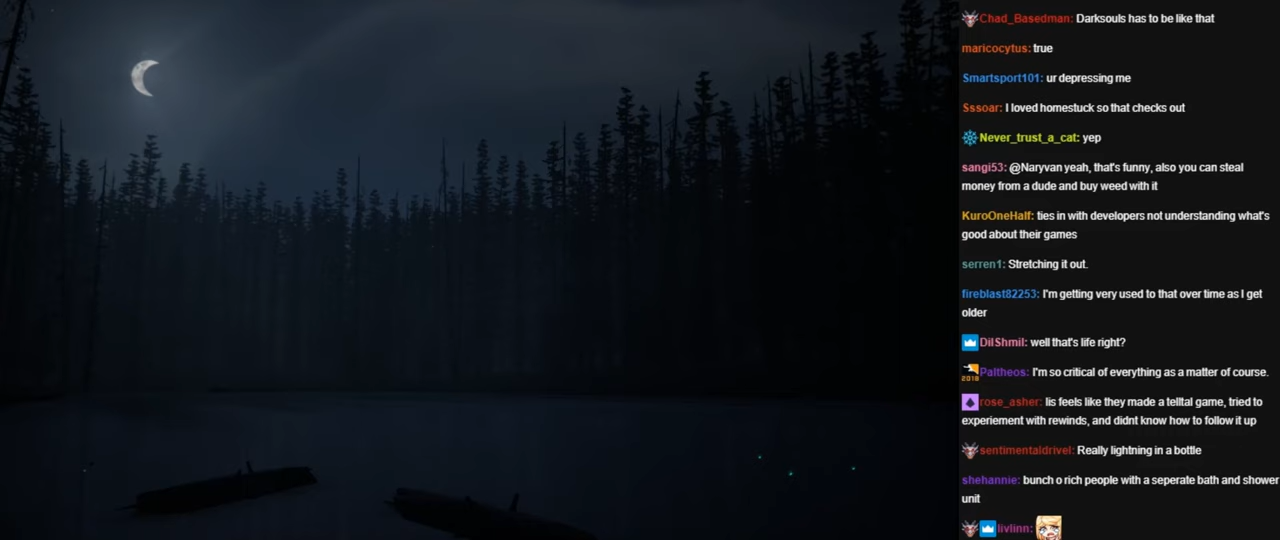 Chad_Basedman: Darksouls has to be like that
maricocytus: true
Smartsport101: ur depressing me
Sssoar: I loved homestuck so that checks out
Never_trust_a_cat: yep
sangi53: @Naryvan yeah, that's funny, also you can steal
money from a dude and buy weed with it
KuroOneHalf: ties in with developers not understanding what's
good about their games
serren1: Stretching it out.
fireblast82253: I'm getting very used to that over time as I get
older
DilShmil: well that's life right?
2018 Paltheos: I'm so critical of everything as a matter of course.
rose_asher: lis feels like they made a telltal game, tried to
experiement with rewinds, and didnt know how to follow it up
sentimentaldrivel: Really lightning in a bottle
shehannie: bunch o rich people with a seperate bath and shower
unit
livlinn: